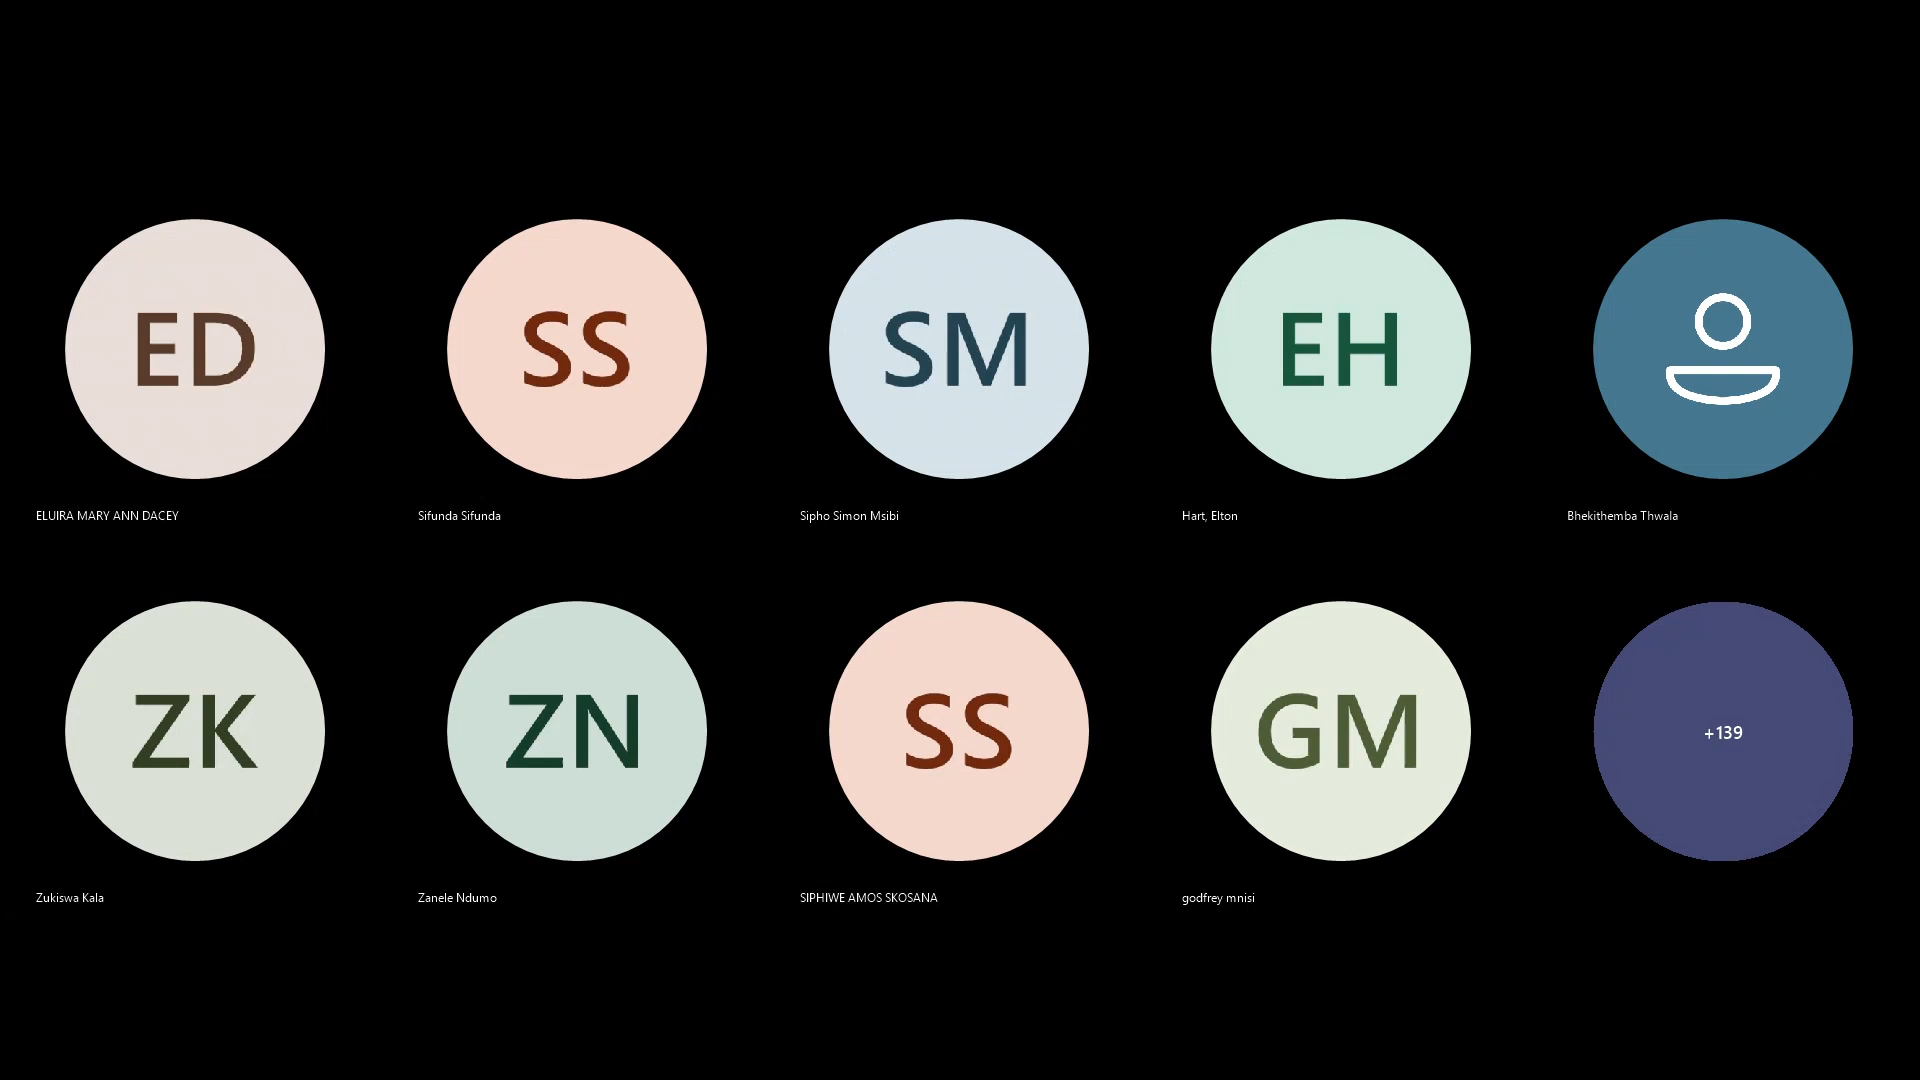 ED
SS
SM
EH
ELUIRA MARY ANN DACEY
Sifunda Sifunda
Sipho Simon Msibi
Hart, Elton
Bhekithemba Thwala
ZK
ZN
SS
GM
+139
Zukiswa Kala
Zanele Ndumo
SIPHIWE AMOS SKOSANA
godfrey mnisi